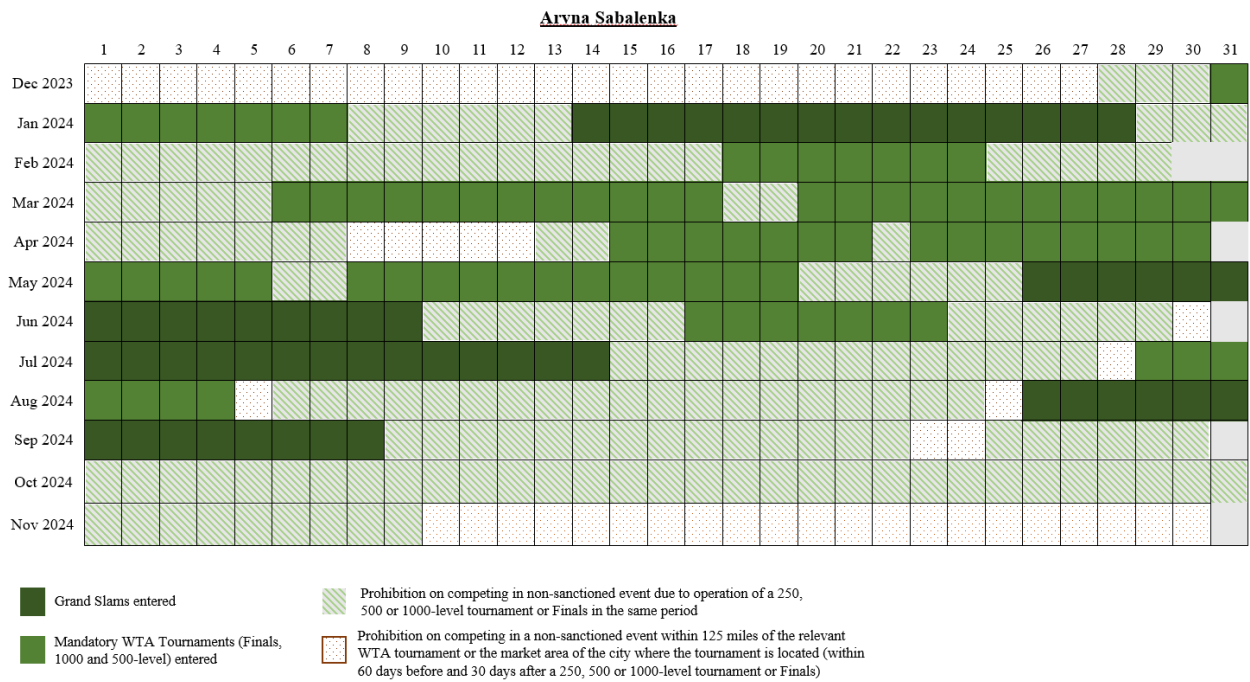 Aryna Sabalenka
1 2 3 4 5 6 7 8 9 10 11 12 13 14 15 16 17 18 19 20 21 22 23 24 25 26 27 28 29 30 31
Dec 2023
Jan 2024
Feb 2024
Mar 2024
Apr 2024
May 2024
Jun 2024
Jul 2024
Aug 2024
Sep 2024
Oct 2024
Nov 2024
Grand Slams entered
Mandatory WTA Tournaments (Finals,
1000 and 500-level) entered
Prohibition on competing in non-sanctioned event due to operation of a 250,
500 or 1000-level tournament or Finals in the same period
Prohibition on competing in a non-sanctioned event within 125 miles of the relevant
WTA tournament or the market area of the city where the tournament is located (within
60 days before and 30 days after a 250, 500 or 1000-level tournament or Finals)